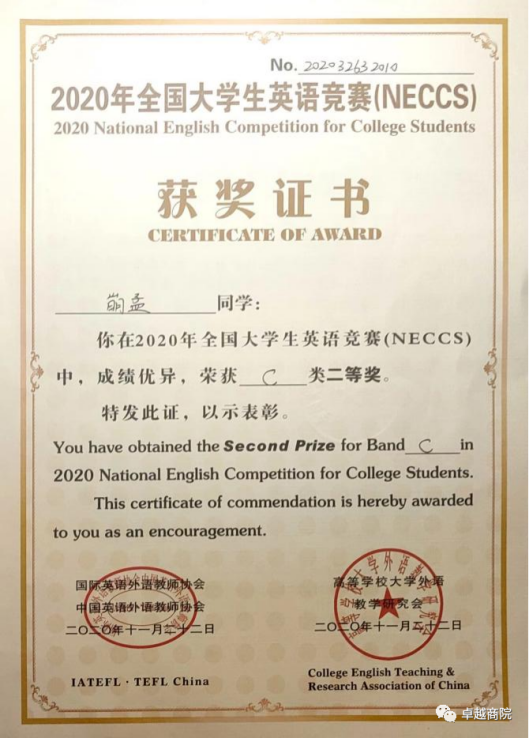 No. 202032632010
2020年全国大学生英语竞赛(NECCS)
2020 National English Competition for College Students
获奖证书
CERTIFICATE OF AWARD
孟 同学：
你在2020年全国大学生英语竞赛(NECCS)
中，成绩优异，荣获 C 类二等奖。
特发此证，以示表彰。
You have obtained the Second Prize for Band C in
2020 National English Competition for College Students.
This certificate of commendation is hereby awarded
to you as an encouragement.
国际英语外语教师协会
中国英语外语教师协会
二〇二〇年十一月二十二日
高等学校大学外语
教学研究会
二〇二〇年十一月二十二日
IATEFL · TEFL China
College English Teaching &
Research Association of China
卓越商院